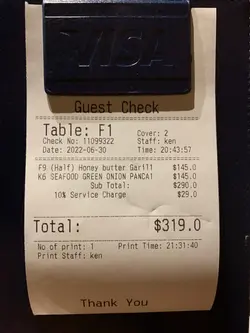 VISA
Guest Check
Table: F1 Cover: 2
Check No: 11099322 Staff: ken
Date: 2022-06-30 Time: 20:43:57
F9 (Half) Honey butter Garil1 $145.0
K6 SEAFOOD GREEN ONION PANDA1 $145.0
Sub Total: $290.0
10% Service Charge $29.0
Total: $319.0
No of print: 1 Print Time: 21:31:40
Print Staff: ken
Thank You